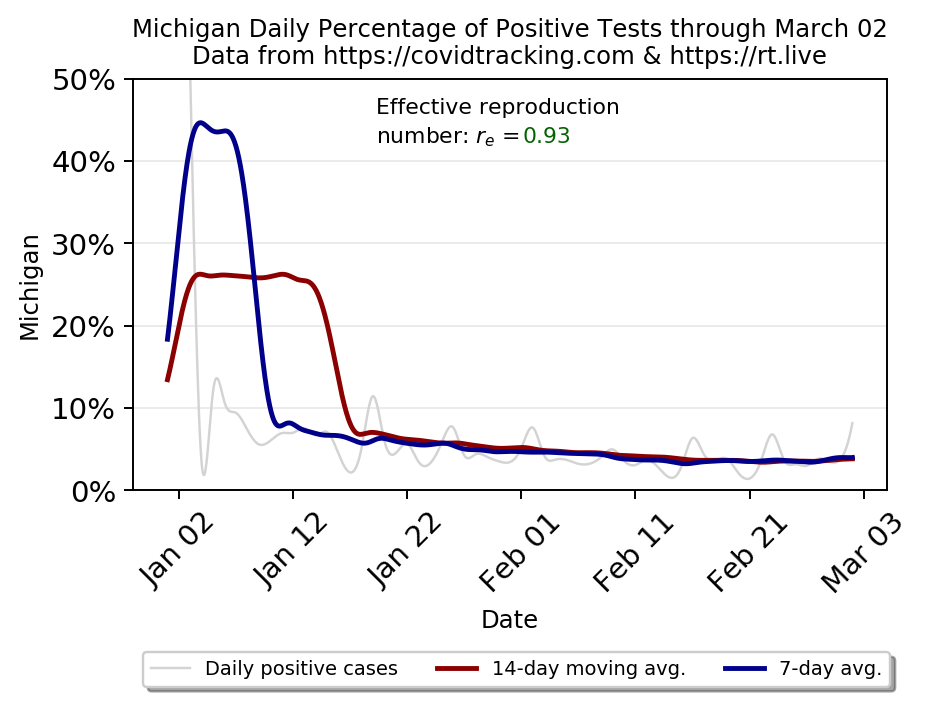 Michigan Daily Percentage of Positive Tests through March 02
Data from https://covidtracking.com & https://rt.live
50%
Effective reproduction
number: rₑ =0.93
40%
30%
Michigan
20%
10%
0%
Jan 02
Jan 12
Jan 22
Feb 01
Feb 11
Feb 21
Mar 03
Date
Daily positive cases
14-day moving avg.
7-day avg.